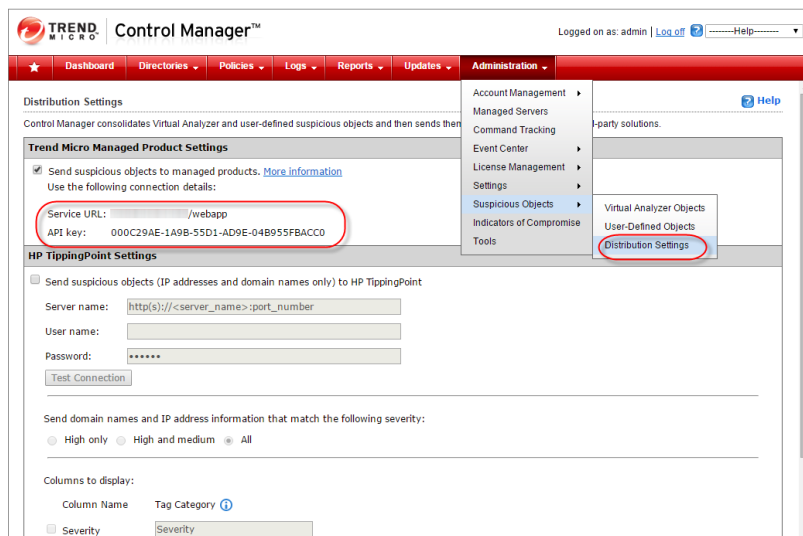 TREND MICRO Control Manager™
Logged on as: admin | Log off --------Help--------
Dashboard Directories Policies Logs Reports Updates Administration
Distribution Settings
Help
Control Manager consolidates Virtual Analyzer and user-defined suspicious objects and then sends them
-party solutions.
Trend Micro Managed Product Settings
Send suspicious objects to managed products. More information
Use the following connection details:
Service URL: /webapp
API key: 000C29AE-1A9B-55D1-AD9E-04B955FBACC0
Account Management
Managed Servers
Command Tracking
Event Center
License Management
Settings
Suspicious Objects
Indicators of Compromise
Tools
Virtual Analyzer Objects
User-Defined Objects
Distribution Settings
HP TippingPoint Settings
Send suspicious objects (IP addresses and domain names only) to HP TippingPoint
Server name: http(s)://<server_name>:port_number
User name:
Password: ••••••
Test Connection
Send domain names and IP address information that match the following severity:
High only High and medium All
Columns to display:
Column Name Tag Category
Severity Severity